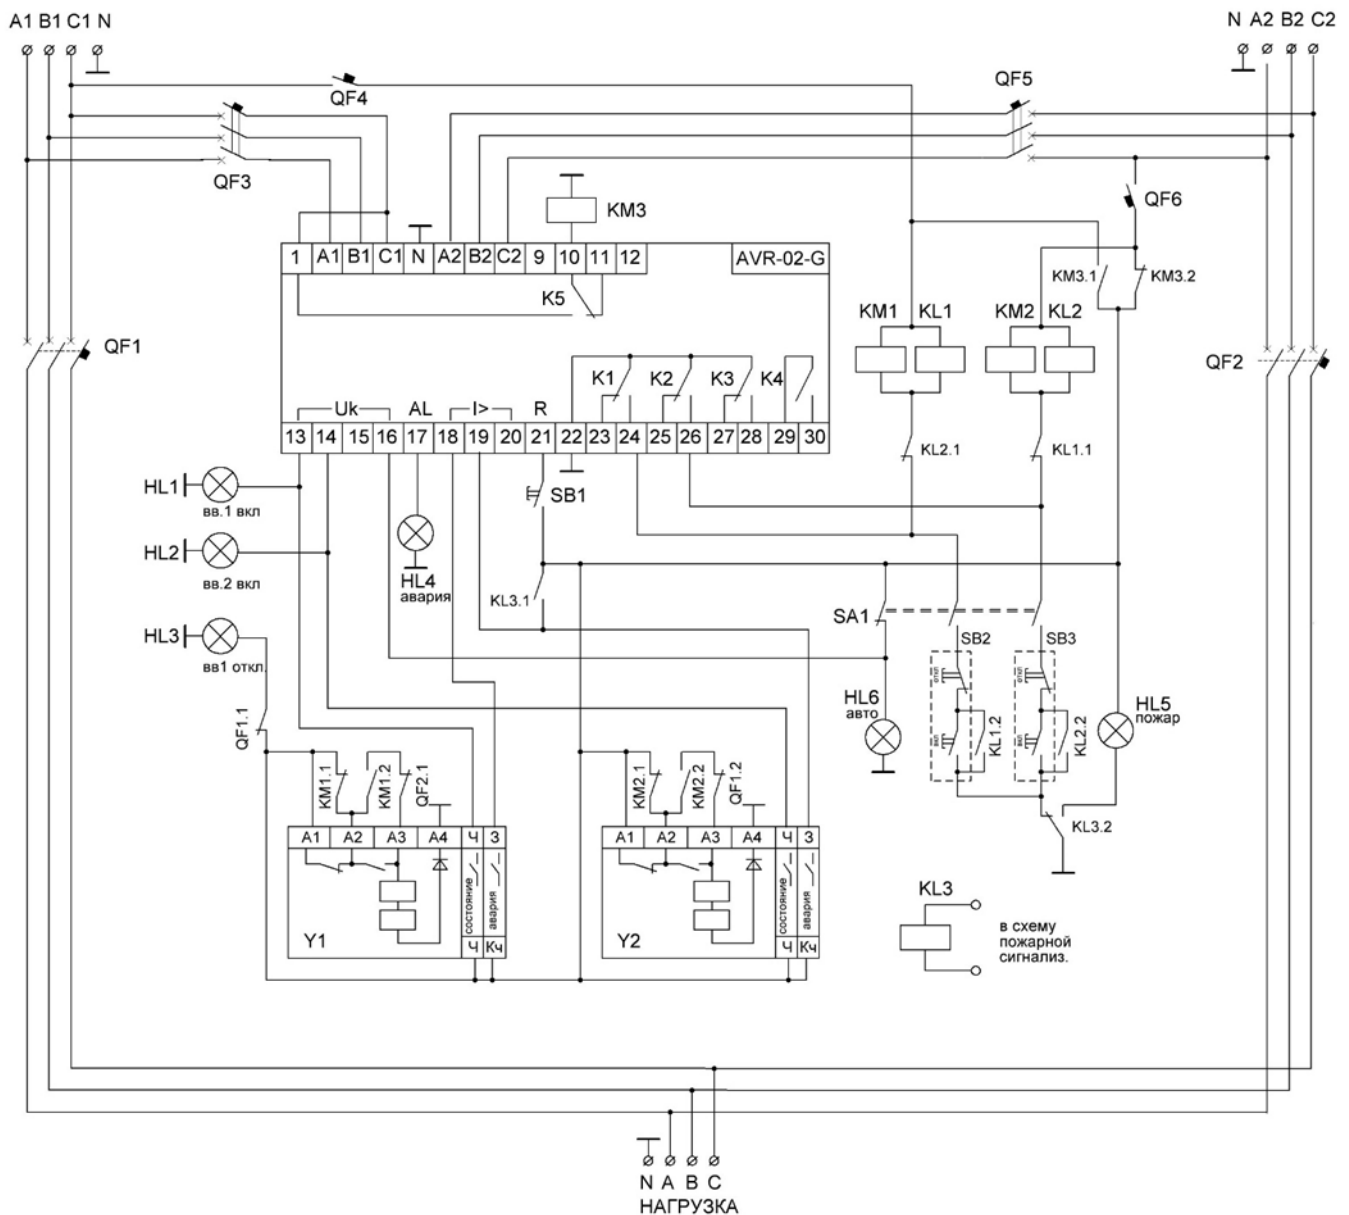 A1 B1 C1 N
N A2 B2 C2
QF4
QF5
QF3
QF6
KM3
1 A1 B1 C1 N A2 B2 C2 9 10 11 12
AVR-02-G
KM3.1
KM3.2
K5
KM1 KL1
KM2 KL2
QF1
QF2
K1 K2 K3 K4
Uk AL I> R
13 14 15 16 17 18 19 20 21 22 23 24 25 26 27 28 29 30
KL2.1
KL1.1
HL1
вв.1 вкл
SB1
HL2
вв.2 вкл
HL4
авария
KL3.1
SA1
HL3
вв1 откл.
SB2
SB3
откл
откл
HL6
авто
HL5
пожар
QF1.1
вкл
KL1.2
вкл
KL2.2
KM1.1
KM1.2
QF2.1
KM2.1
KM2.2
QF1.2
KL3.2
A1 A2 A3 A4 Ч З
A1 A2 A3 A4 Ч З
состояние
авария
состояние
авария
Y1
Ч Кч
Y2
Ч Кч
KL3
в схему
пожарной
сигнализ.
N A B C
НАГРУЗКА